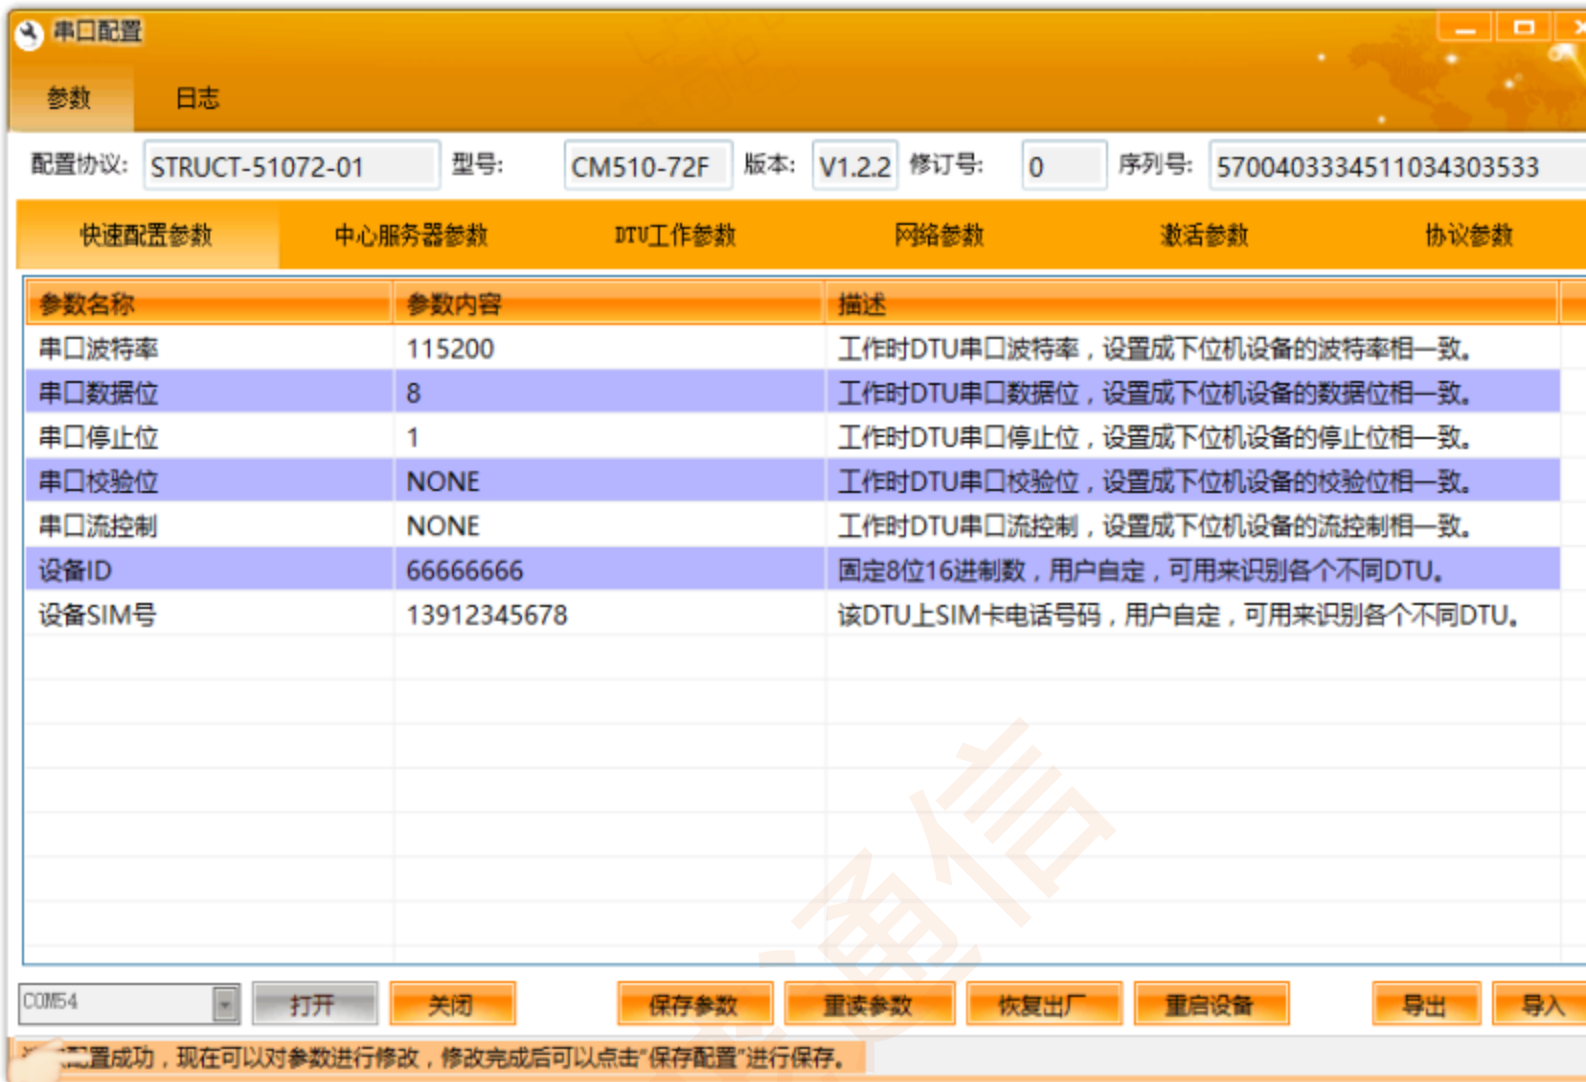 串口配置
参数 日志
配置协议: STRUCT-51072-01 型号: CM510-72F 版本: V1.2.2 修订号: 0 序列号: 5700403334511034303533
快速配置参数 中心服务器参数 DTU工作参数 网络参数 激活参数 协议参数
参数名称 参数内容 描述
串口波特率 115200 工作时DTU串口波特率，设置成下位机设备的波特率相一致。
串口数据位 8 工作时DTU串口数据位，设置成下位机设备的数据位相一致。
串口停止位 1 工作时DTU串口停止位，设置成下位机设备的停止位相一致。
串口校验位 NONE 工作时DTU串口校验位，设置成下位机设备的校验位相一致。
串口流控制 NONE 工作时DTU串口流控制，设置成下位机设备的流控制相一致。
设备ID 66666666 固定8位16进制数，用户自定，可用来识别各个不同DTU。
设备SIM号 13912345678 该DTU上SIM卡电话号码，用户自定，可用来识别各个不同DTU。
通信
COM54 打开 关闭 保存参数 重读参数 恢复出厂 重启设备 导出 导入
配置成功，现在可以对参数进行修改，修改完成后可以点击“保存配置”进行保存。